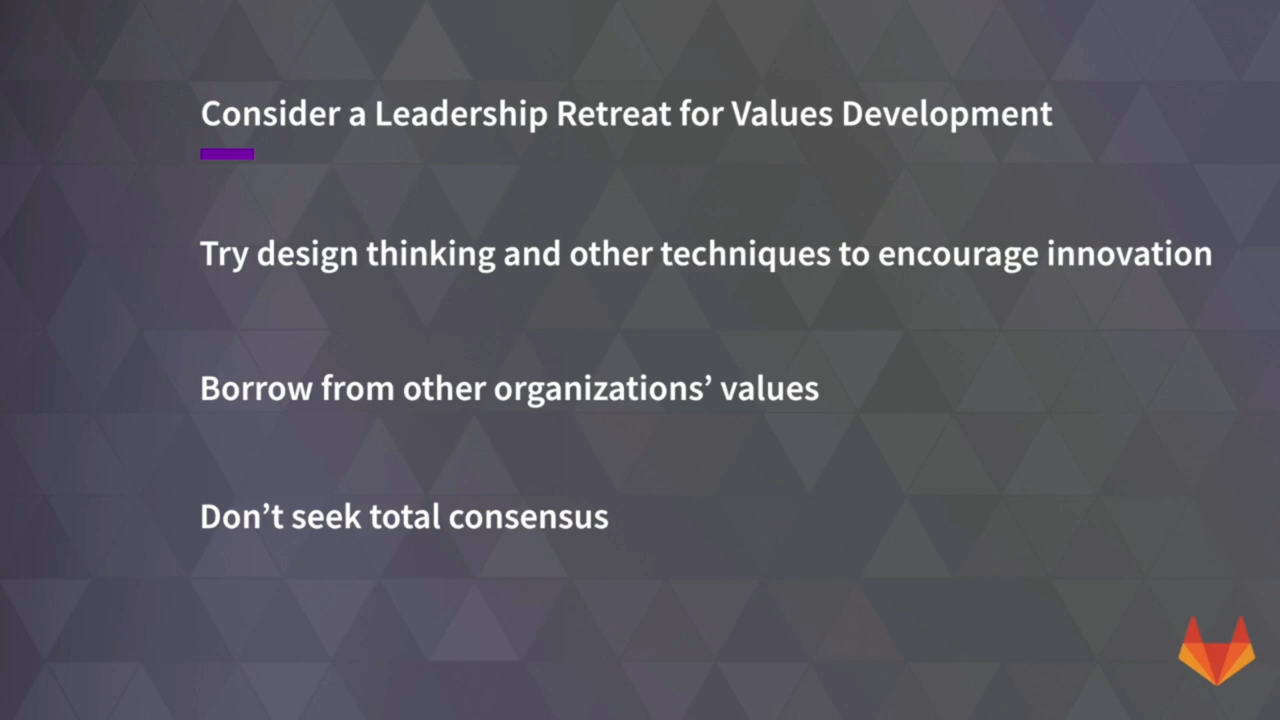 Consider a Leadership Retreat for Values Development
Try design thinking and other techniques to encourage innovation
Borrow from other organizations’ values
Don’t seek total consensus